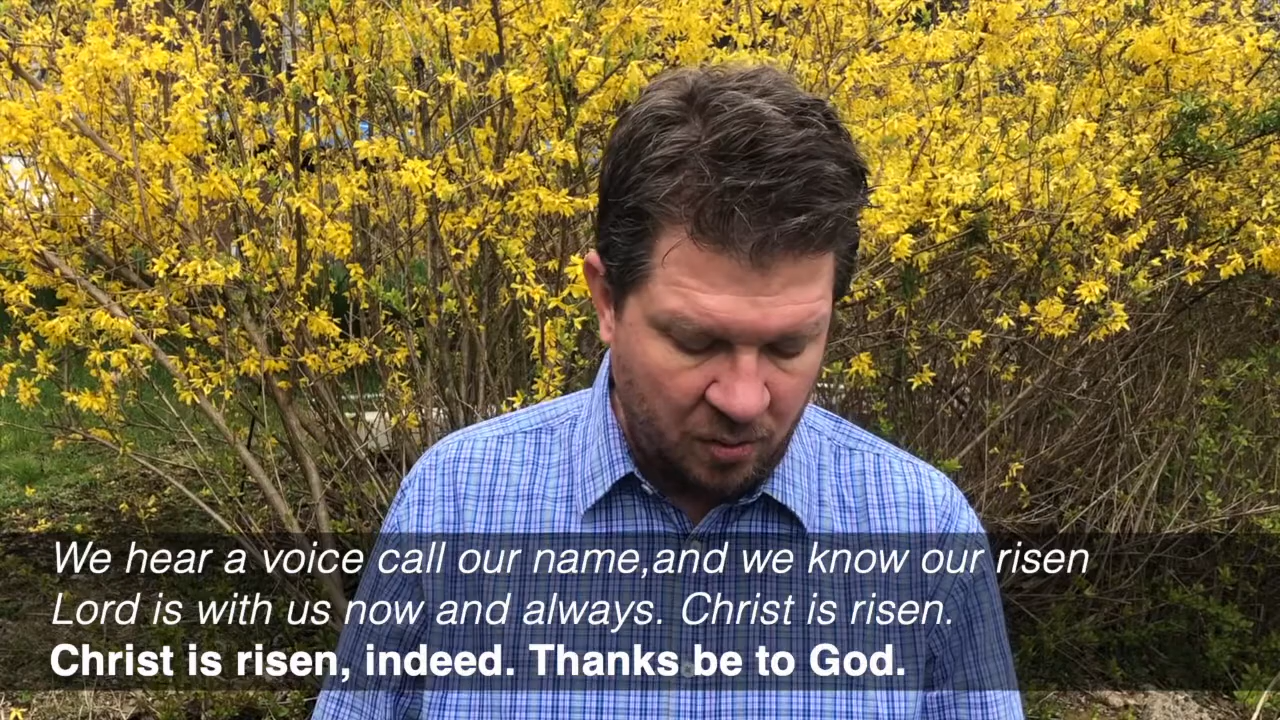 We hear a voice call our name,and we know our risen
Lord is with us now and always. Christ is risen.
Christ is risen, indeed. Thanks be to God.